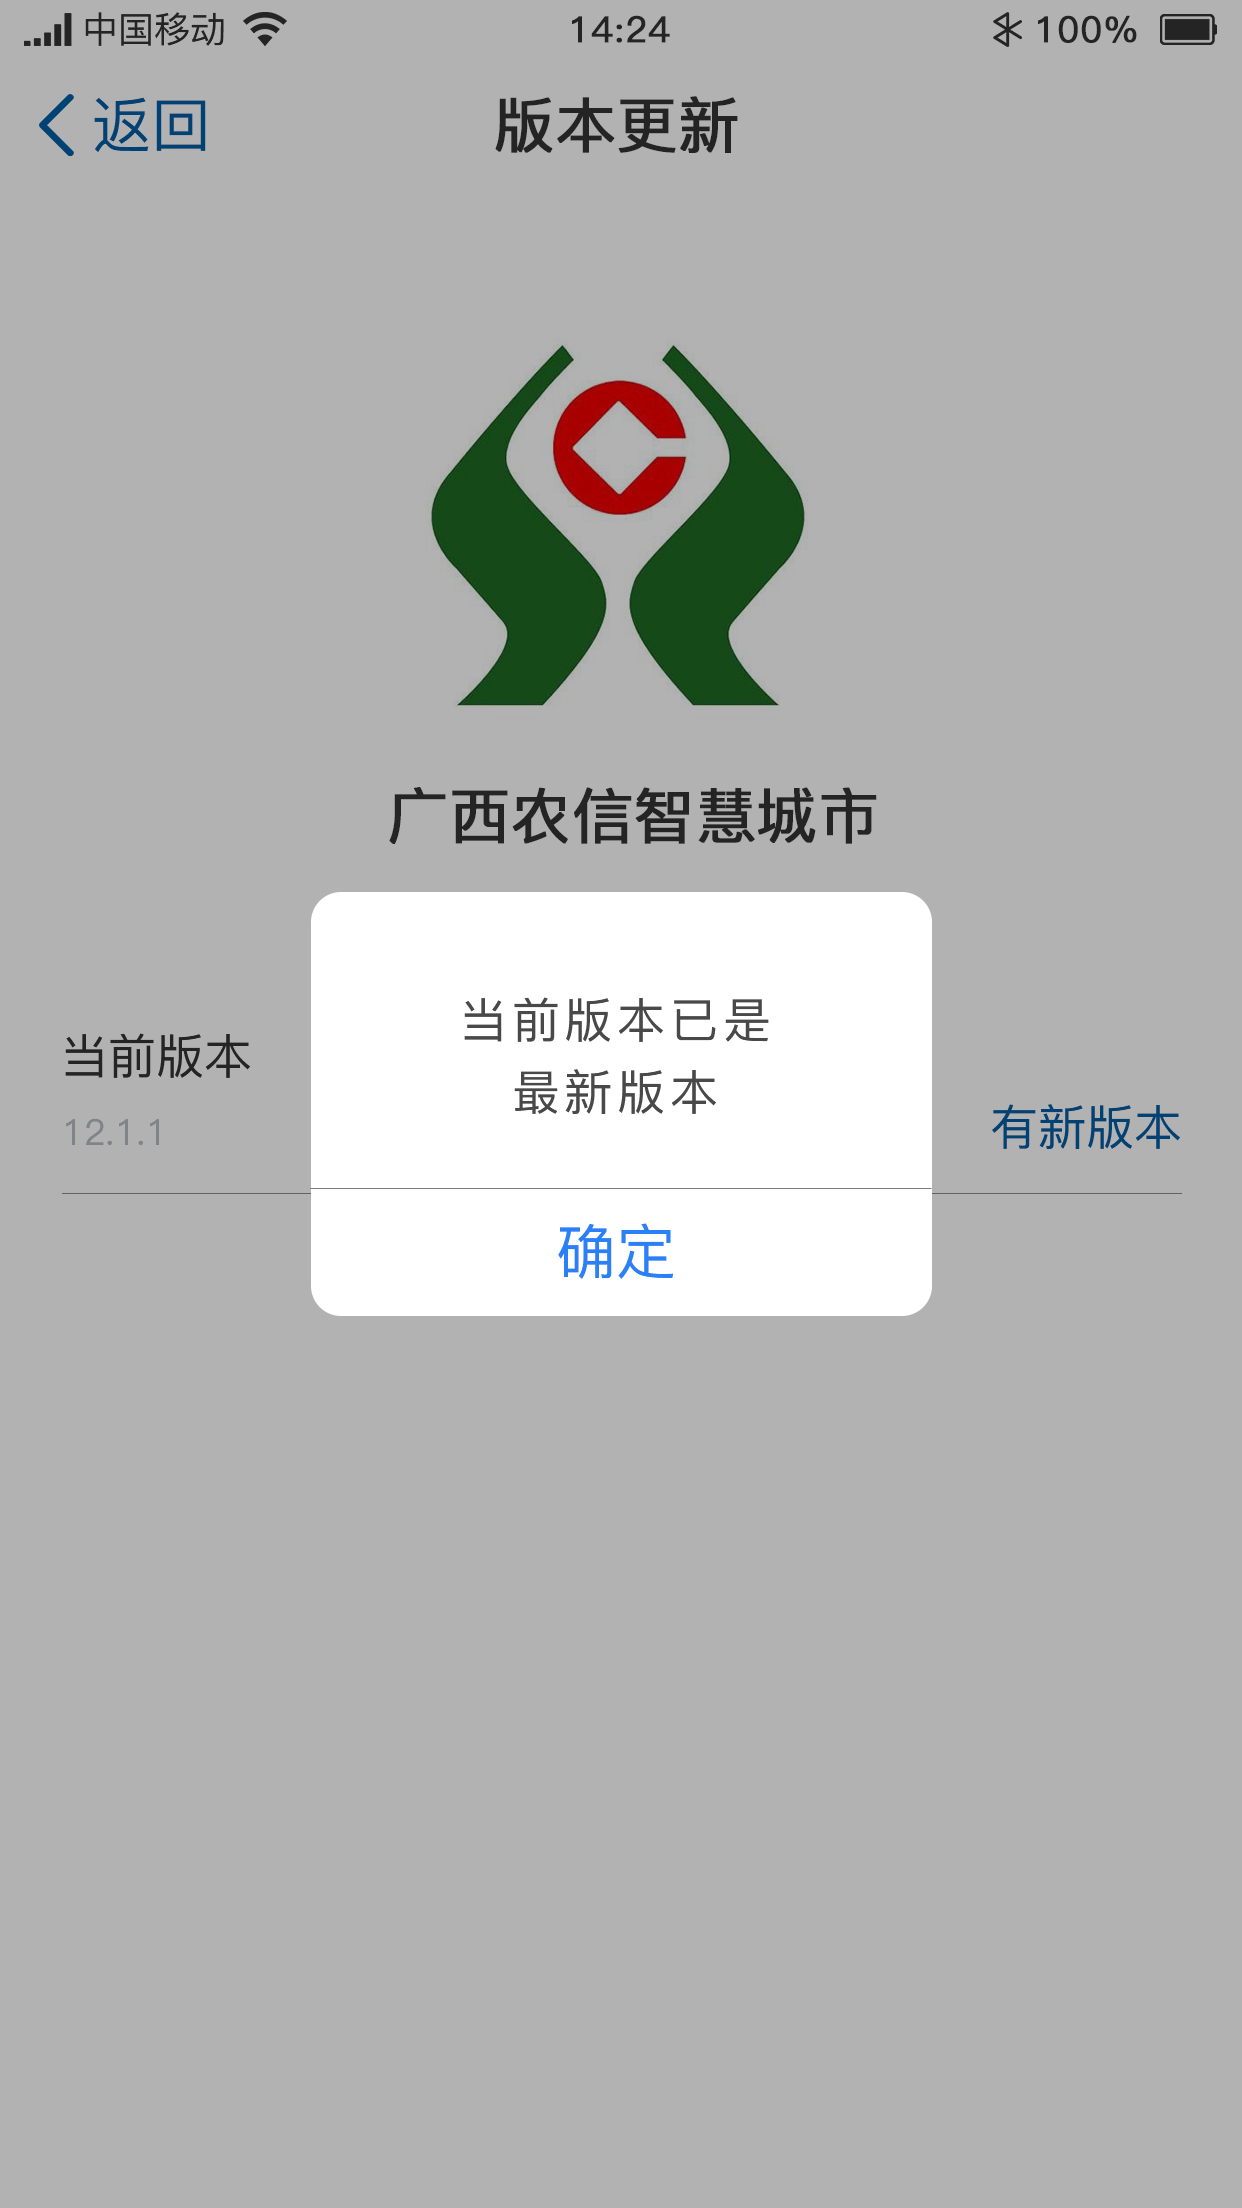 中国移动 14:24 100%
返回 版本更新
广西农信智慧城市
当前版本已是
最新版本
当前版本
12.1.1
有新版本
确定